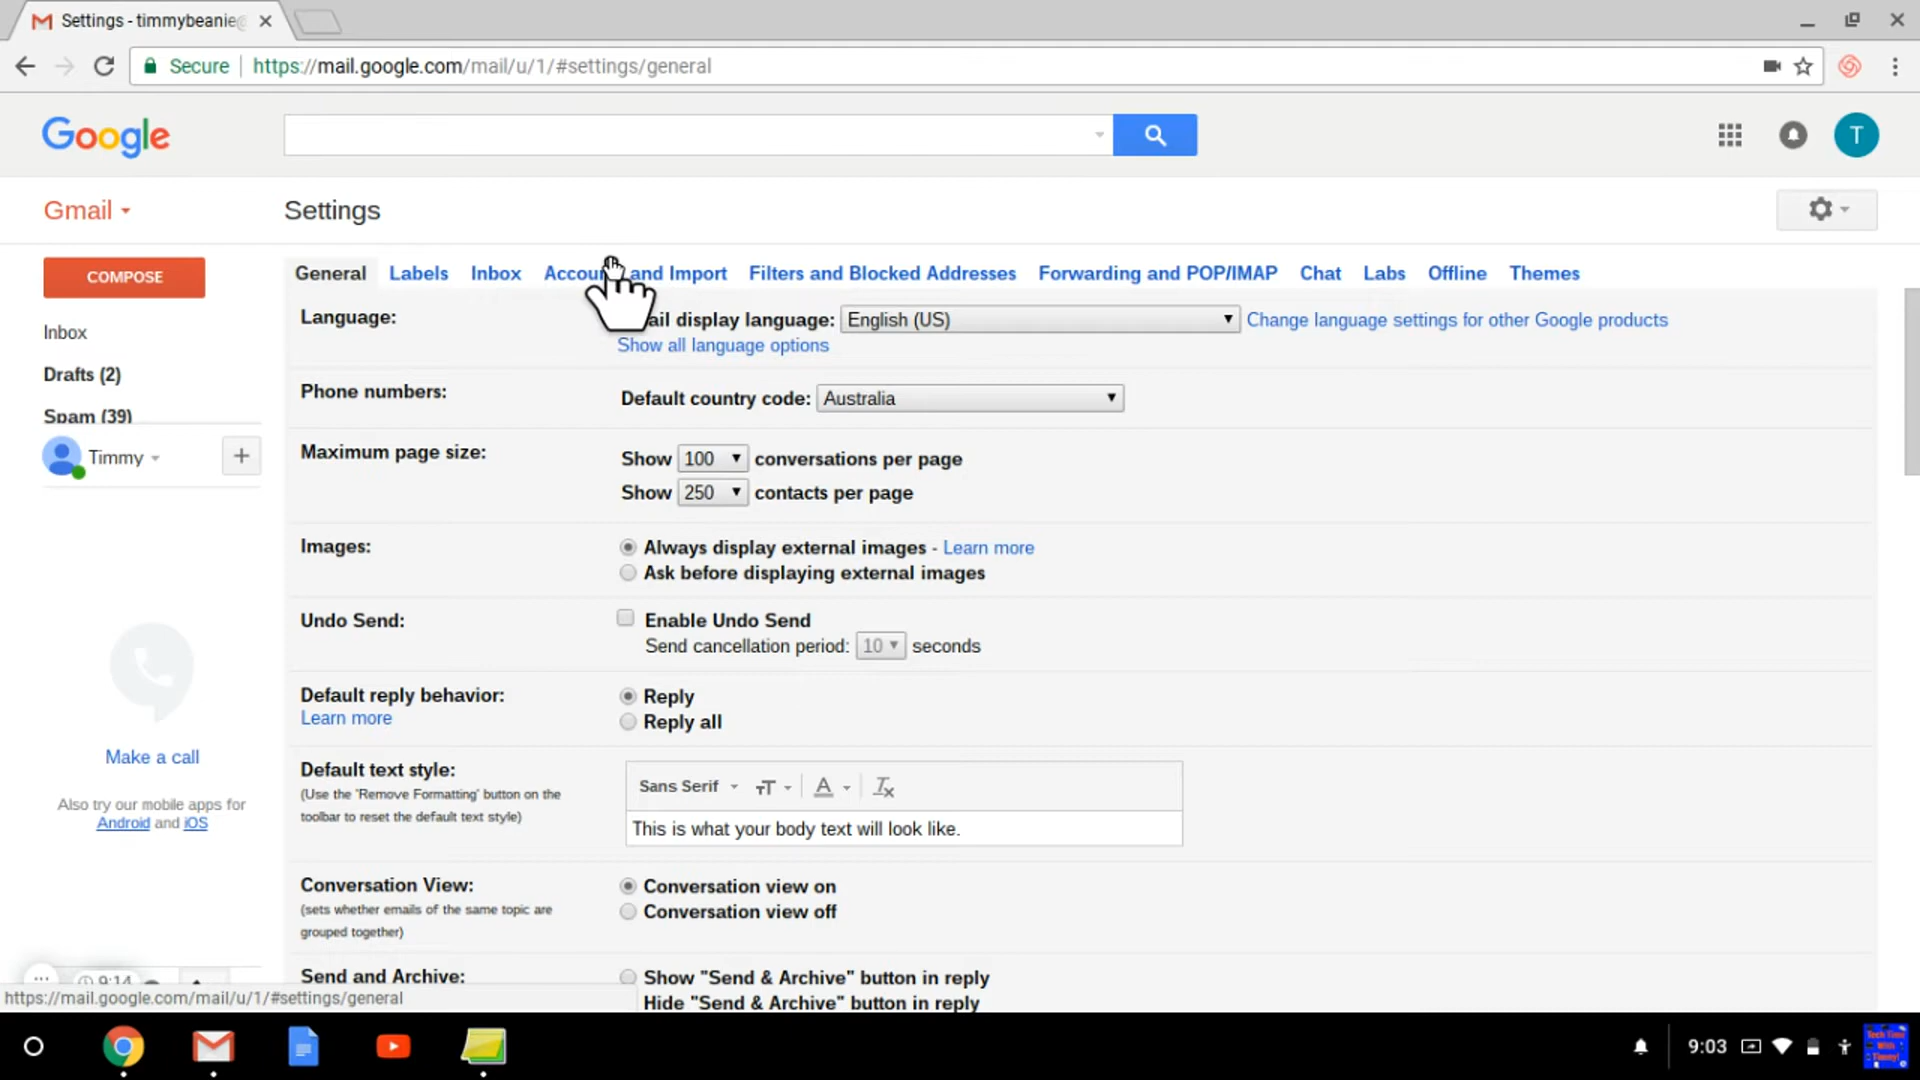 Settings - timmybeanie@
Secure https://mail.google.com/mail/u/1/#settings/general
Google
T
Gmail
Settings
COMPOSE
General Labels Inbox Accounts and Import Filters and Blocked Addresses Forwarding and POP/IMAP Chat Labs Offline Themes
Inbox
Drafts (2)
Spam (39)
Timmy
Make a call
Also try our mobile apps for
Android and iOS
Language:
display language: English (US) Change language settings for other Google products
Show all language options
Phone numbers:
Default country code: Australia
Maximum page size:
Show 100 conversations per page
Show 250 contacts per page
Images:
Always display external images - Learn more
Ask before displaying external images
Undo Send:
Enable Undo Send
Send cancellation period: 10 seconds
Default reply behavior:
Learn more
Reply
Reply all
Default text style:
(Use the 'Remove Formatting' button on the
toolbar to reset the default text style)
Sans Serif
This is what your body text will look like.
Conversation View:
(sets whether emails of the same topic are
grouped together)
Conversation view on
Conversation view off
Send and Archive:
Show "Send & Archive" button in reply
Hide "Send & Archive" button in reply
9:14
https://mail.google.com/mail/u/1/#settings/general
9:03
Tech Time
With
Timmy!